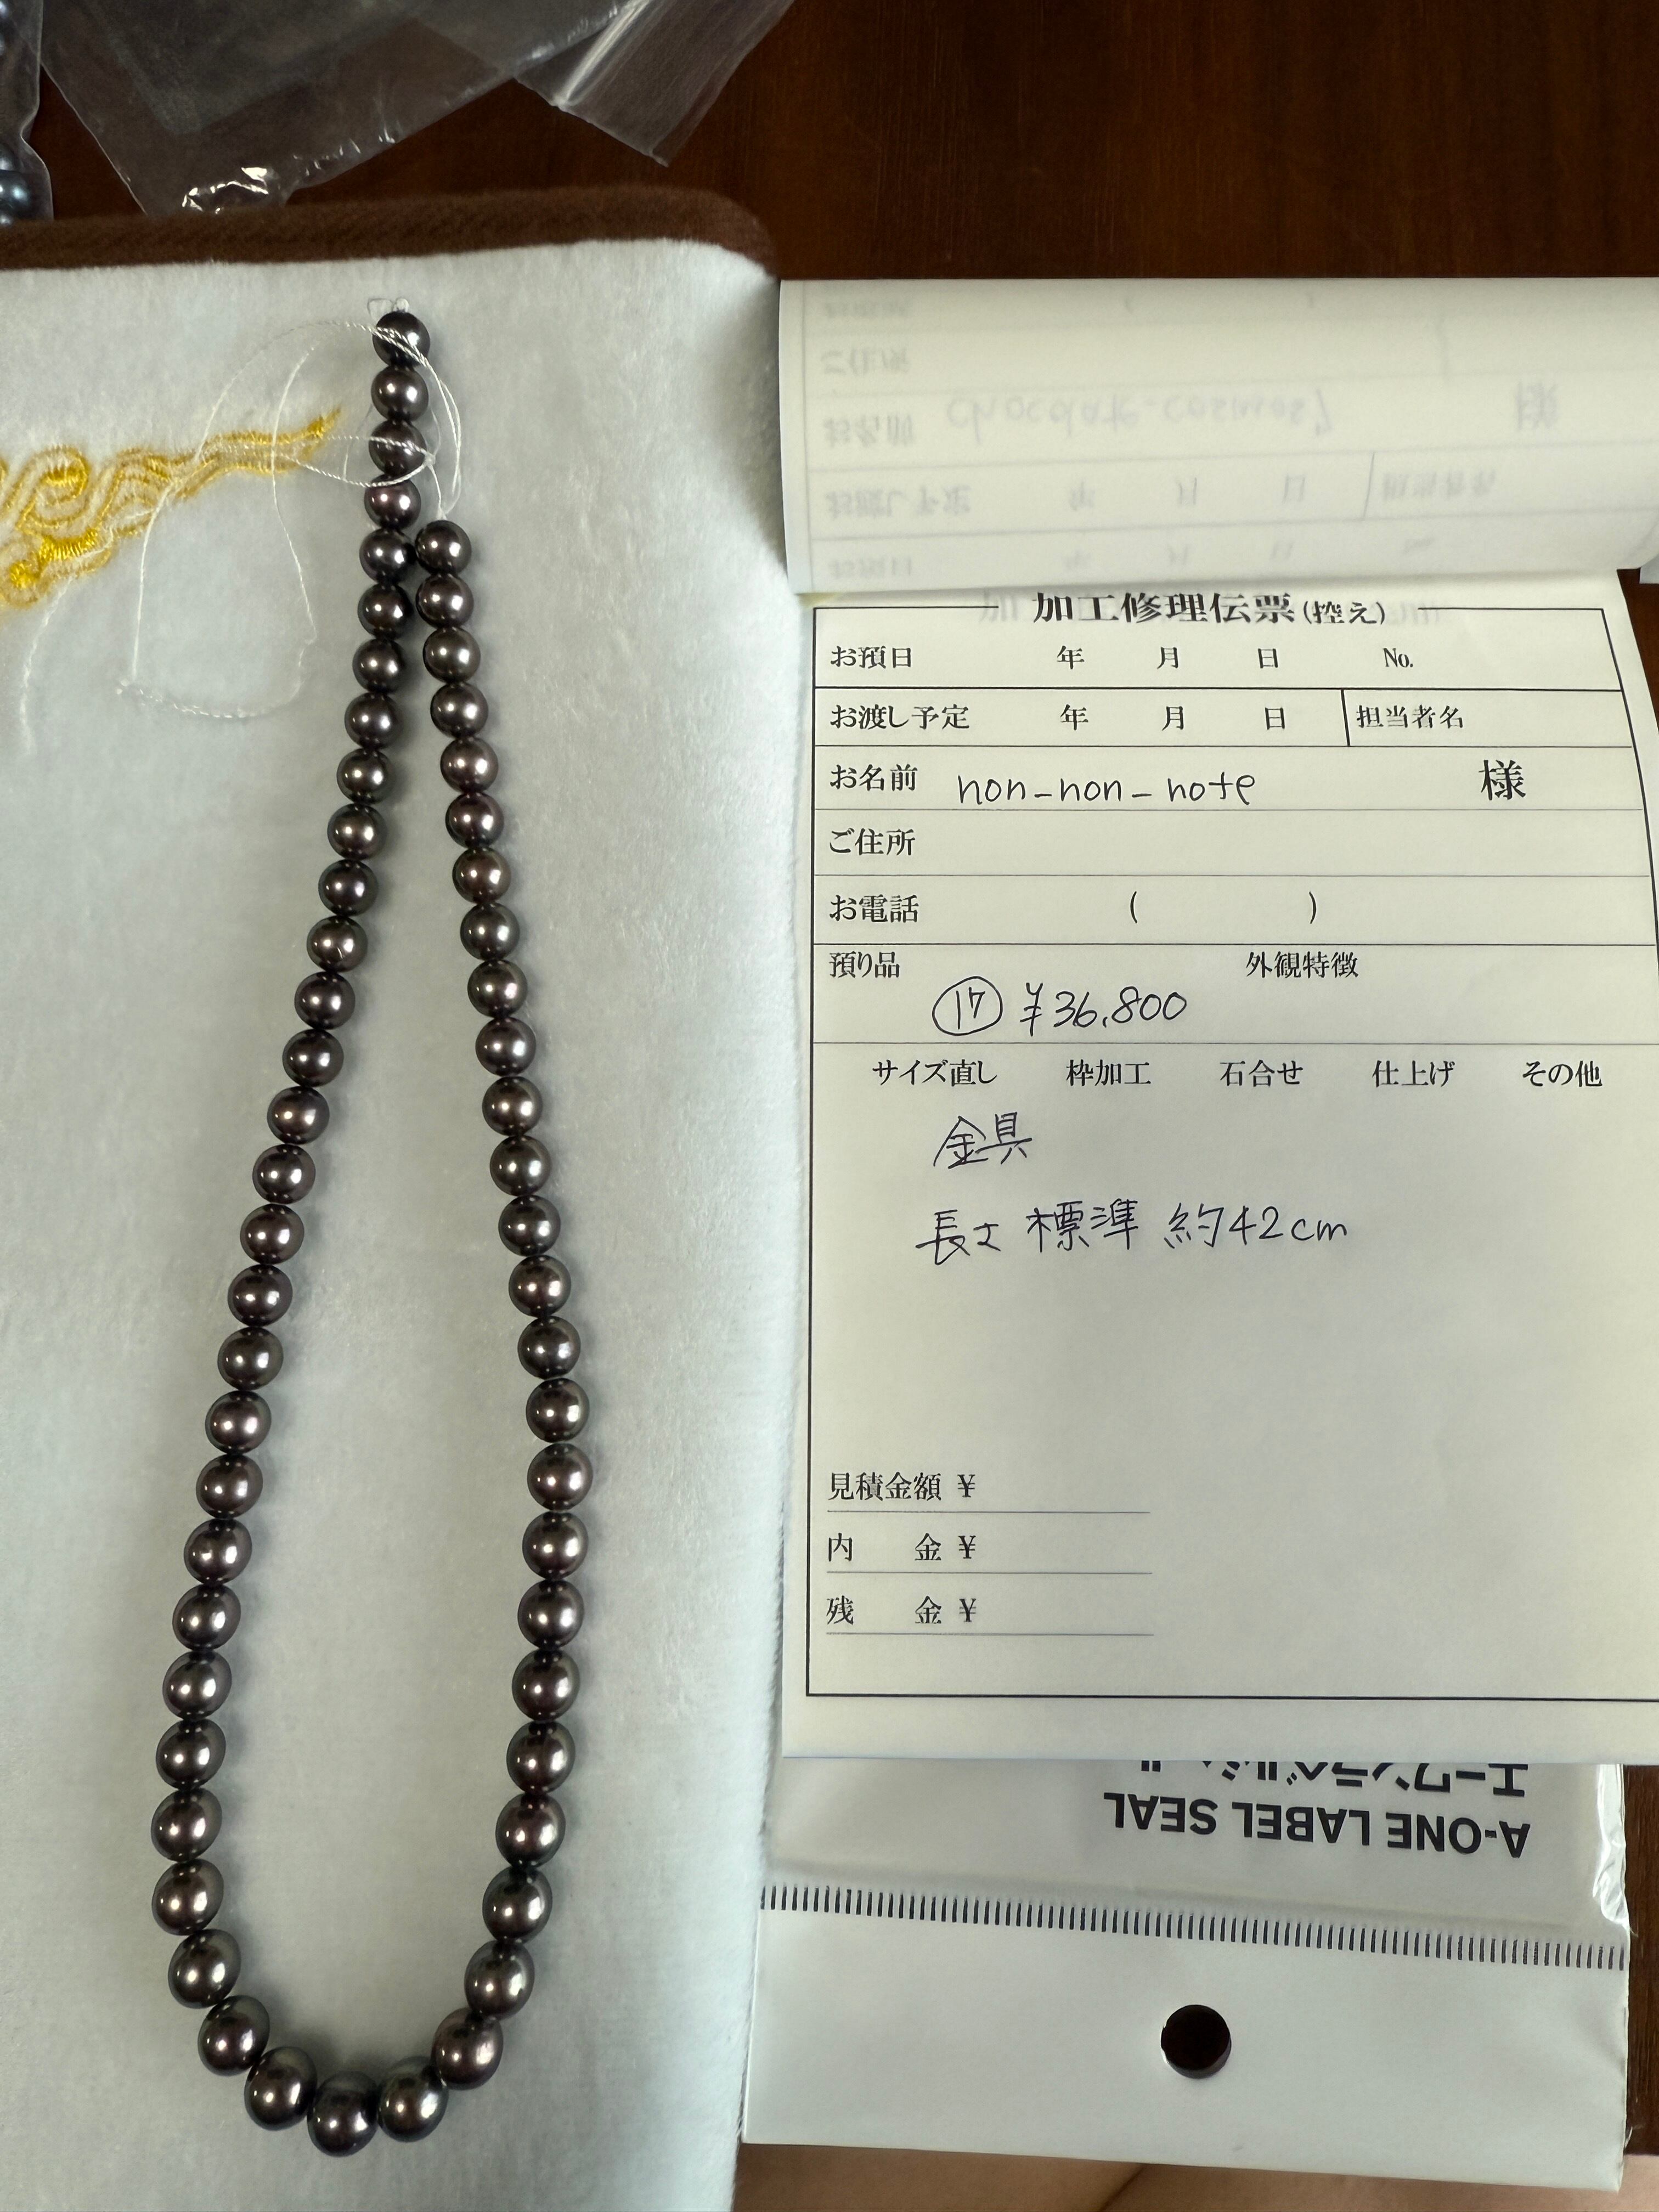 加工修理伝票(控え)
お預日 年 月 日 No.
お渡し予定 年 月 日 担当者名
お名前 non-non-note 様
ご住所
お電話 ( )
預り品 外観特徴
⑰ ¥36,800
サイズ直し 枠加工 石合せ 仕上げ その他
金具
長さ 標準 約42cm
見積金額 ¥
内 金 ¥
残 金 ¥
A-ONE LABEL SEAL